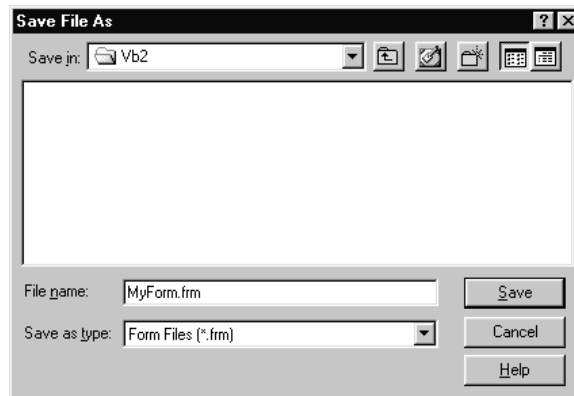 Save File As
Save in: Vb2
File name: MyForm.frm
Save
Save as type: Form Files (*.frm)
Cancel
Help